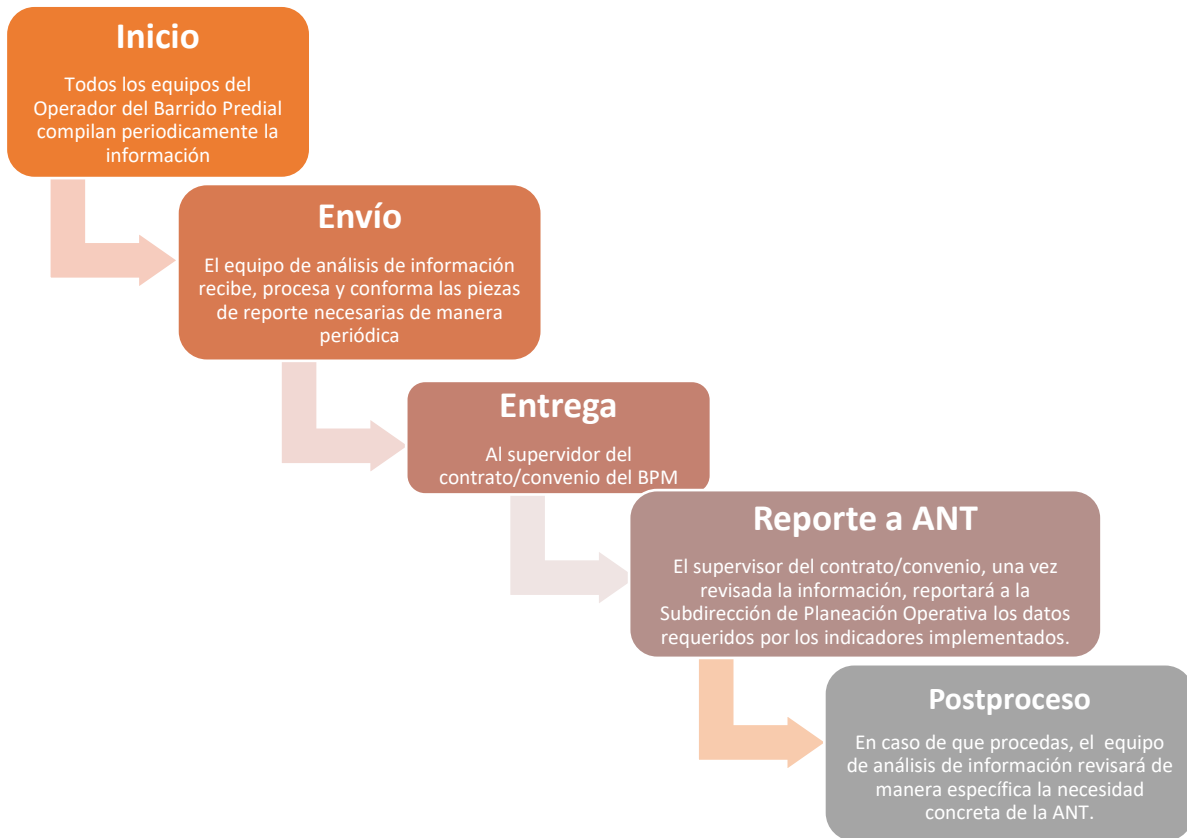 Inicio
Todos los equipos del
Operador del Barrido Predial
compilan periodicamente la
información
Envío
El equipo de análisis de información
recibe, procesa y conforma las piezas
de reporte necesarias de manera
periódica
Entrega
Al supervidor del
contrato/convenio del BPM
Reporte a ANT
El supervisor del contrato/convenio, una vez
revisada la información, reportará a la
Subdirección de Planeación Operativa los datos
requeridos por los indicadores implementados.
Postproceso
En caso de que procedas, el equipo
de análisis de información revisará de
manera específica la necesidad
concreta de la ANT.